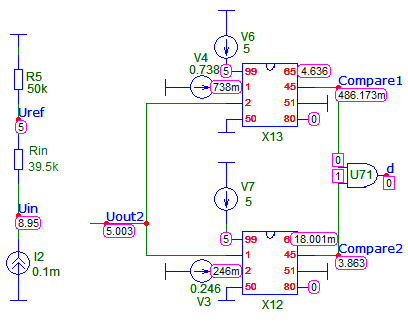 V6
5
V4
0.738
738m
5
99
65
4.636
1
45
2
51
50
80
0
X13
Compare1
486.173m
R5
50k
Uref
5
Rin
39.5k
Uin
8.95
I2
0.1m
Uout2
5.003
0
1
U71
d
0
V7
5
5
99
6
18.001m
1
45
2
51
50
80
0
X12
Compare2
3.863
246m
0.246
V3